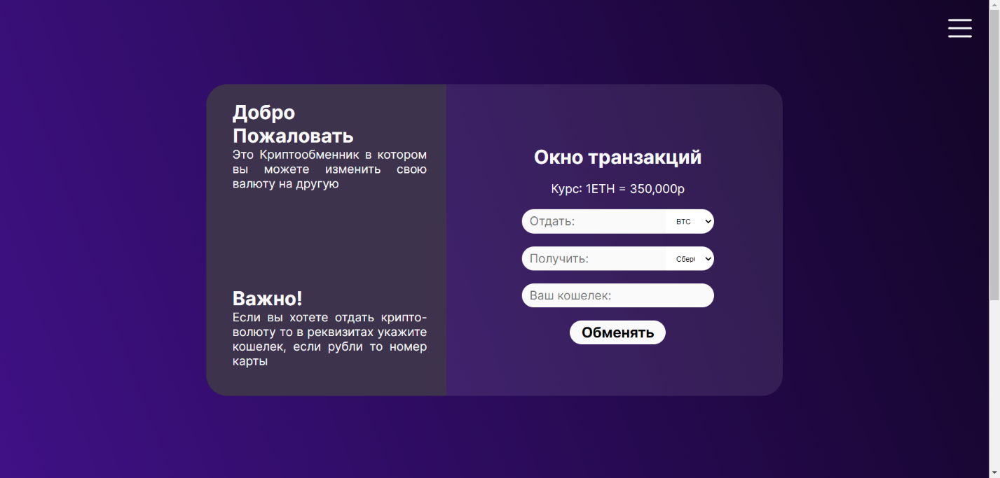 Добро
Пожаловать
Это Криптообменник в котором
вы можете изменить свою
валюту на другую
Важно!
Если вы хотете отдать крипто-
волюту то в реквизитах укажите
кошелек, если рубли то номер
карты
Окно транзакций
Курс: 1ETH = 350,000р
Отдать: BTC
Получить: Сбер
Ваш кошелек:
Обменять